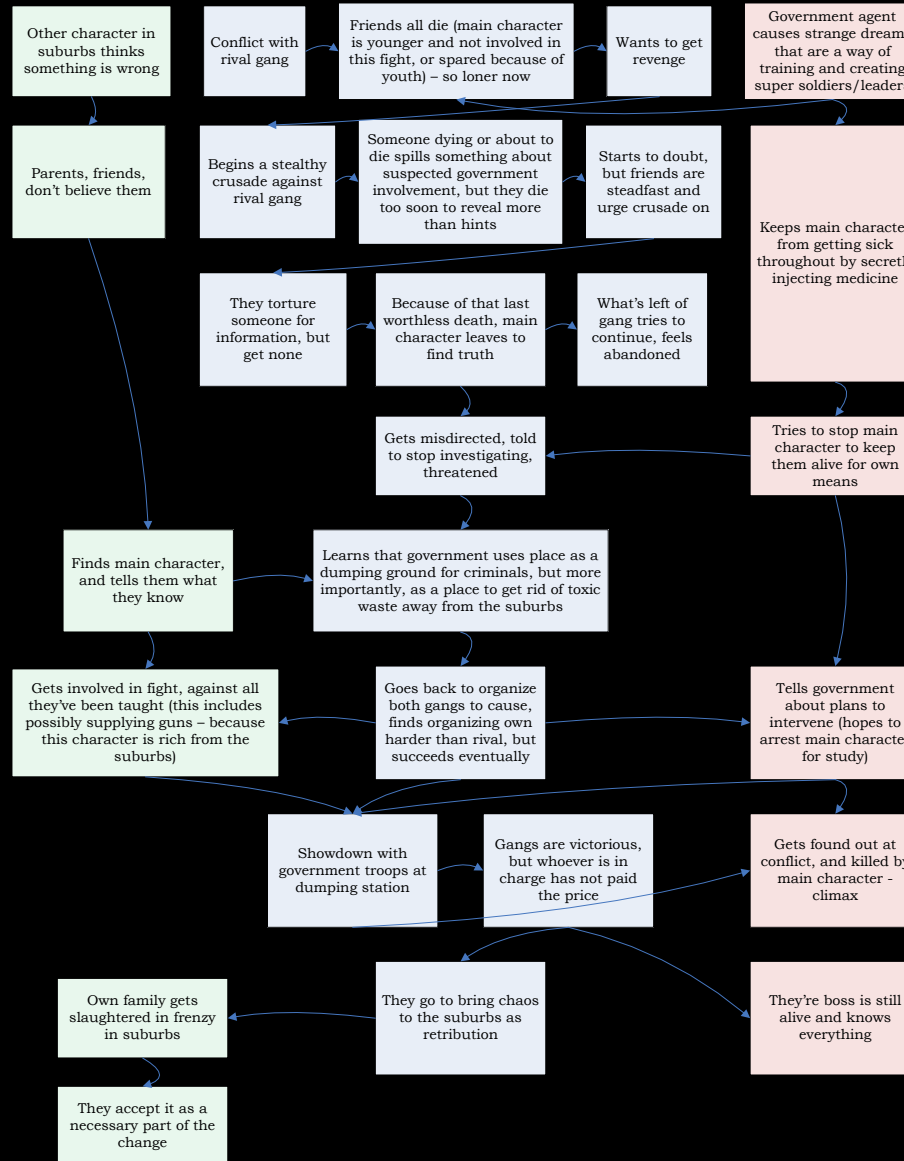 Other character in
suburbs thinks
something is wrong
Conflict with
rival gang
Friends all die (main character
is younger and not involved in
this fight, or spared because of
youth) – so loner now
Wants to get
revenge
Government agent
causes strange dream
that are a way of
training and creating
super soldiers/leader
Parents, friends,
don't believe them
Begins a stealthy
crusade against
rival gang
Someone dying or about to
die spills something about
suspected government
involvement, but they die
too soon to reveal more
than hints
Starts to doubt,
but friends are
steadfast and
urge crusade on
Keeps main characte
from getting sick
throughout by secretl
injecting medicine
They torture
someone for
information, but
get none
Because of that last
worthless death, main
character leaves to
find truth
What's left of
gang tries to
continue, feels
abandoned
Gets misdirected, told
to stop investigating,
threatened
Tries to stop main
character to keep
them alive for own
means
Finds main character,
and tells them what
they know
Learns that government uses place as a
dumping ground for criminals, but more
importantly, as a place to get rid of toxic
waste away from the suburbs
Gets involved in fight, against all
they've been taught (this includes
possibly supplying guns – because
this character is rich from the
suburbs)
Goes back to organize
both gangs to cause,
finds organizing own
harder than rival, but
succeeds eventually
Tells government
about plans to
intervene (hopes to
arrest main characte
for study)
Showdown with
government troops at
dumping station
Gangs are victorious,
but whoever is in
charge has not paid
the price
Gets found out at
conflict, and killed by
main character -
climax
Own family gets
slaughtered in frenzy
in suburbs
They go to bring chaos
to the suburbs as
retribution
They're boss is still
alive and knows
everything
They accept it as a
necessary part of the
change